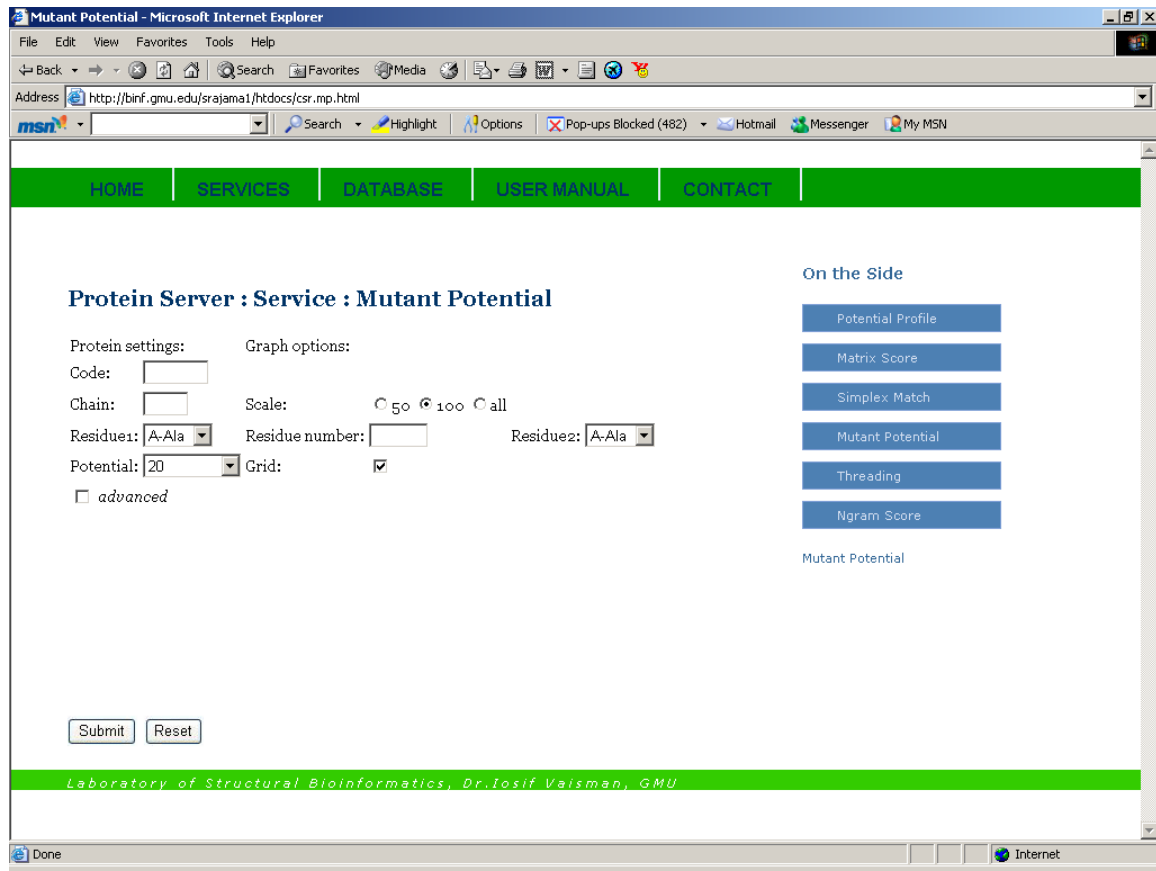 Mutant Potential - Microsoft Internet Explorer
File Edit View Favorites Tools Help
Back Search Favorites Media
Address http://binf.gmu.edu/srajama1/htdocs/csr.mp.html
msn Search Highlight Options Pop-ups Blocked (482) Hotmail Messenger My MSN
HOME SERVICES DATABASE USER MANUAL CONTACT
On the Side
Protein Server : Service : Mutant Potential
Potential Profile
Protein settings: Graph options:
Matrix Score
Code:
Simplex Match
Chain: Scale: 50 100 all
Residue1: A-Ala Residue number: Residue2: A-Ala
Mutant Potential
Potential: 20 Grid:
Threading
advanced
Ngram Score
Mutant Potential
Submit Reset
Laboratory of Structural Bioinformatics, Dr.Iosif Vaisman, GMU
Done Internet